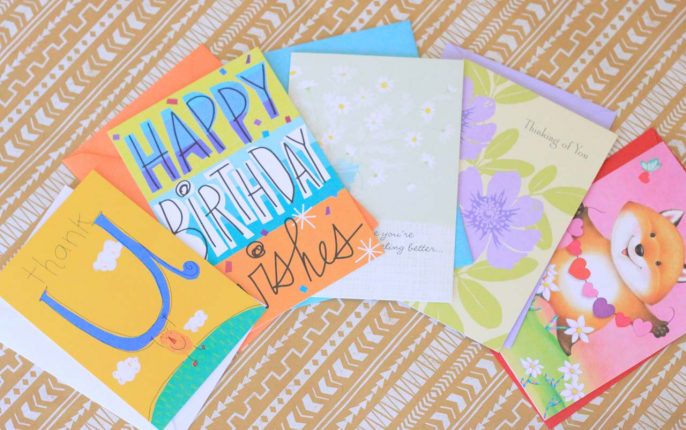 thank
U
HAPPY
BIRTHDAY
wishes
you're
feeling better...
Thinking of You